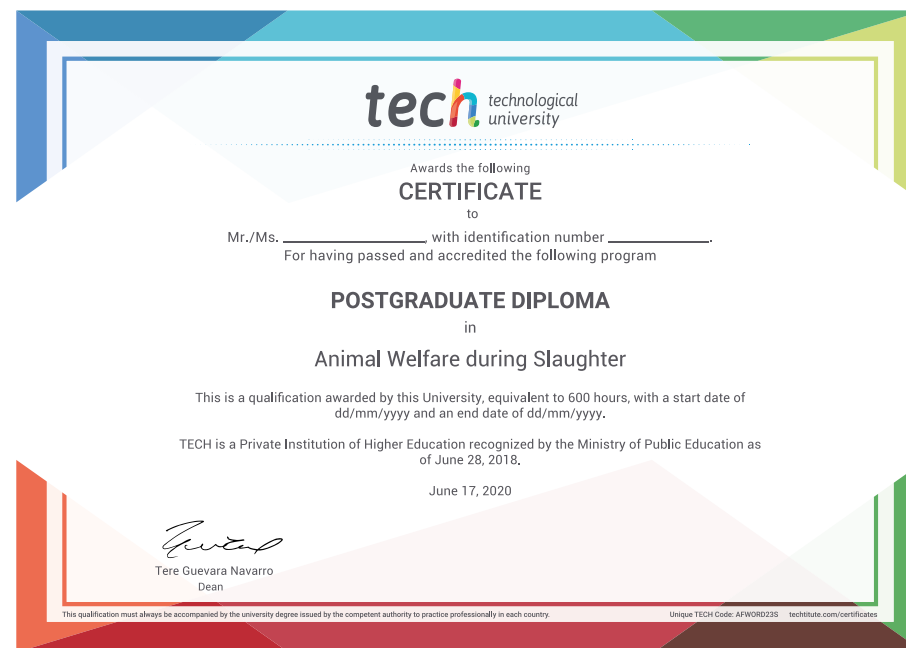 tech technological
university
Awards the following
CERTIFICATE
to
Mr./Ms. ____________________, with identification number ______________.
For having passed and accredited the following program
POSTGRADUATE DIPLOMA
in
Animal Welfare during Slaughter
This is a qualification awarded by this University, equivalent to 600 hours, with a start date of
dd/mm/yyyy and an end date of dd/mm/yyyy.
TECH is a Private Institution of Higher Education recognized by the Ministry of Public Education as
of June 28, 2018.
June 17, 2020
Tere Guevara Navarro
Dean
This qualification must always be accompanied by the university degree issued by the competent authority to practice professionally in each country. Unique TECH Code: AFWORD23S techtitute.com/certificates